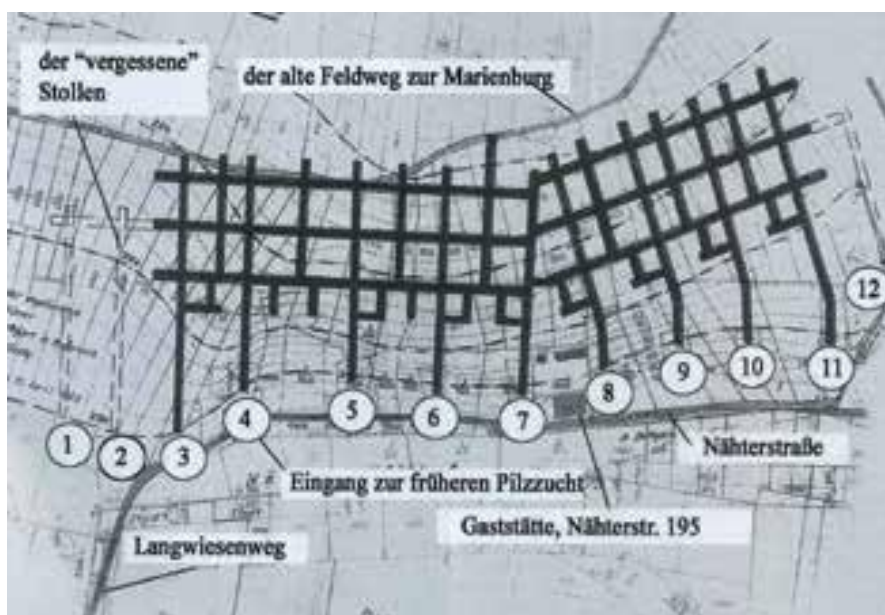 der "vergessene"
Stollen
der alte Feldweg zur Marienburg
12
1
2
3
4
5
6
7
8
9
10
11
Nähterstraße
Eingang zur früheren Pilzzucht
Gaststätte, Nähterstr. 195
Langwiesenweg